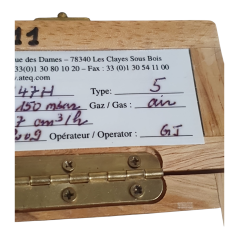 11
ue des Dames – 78340 Les Clayes Sous Bois
33(0)1 30 80 10 20 – Fax : 33 (0)1 30 54 11 00
.ateq.com
47H Type: 5
150 mbar Gaz / Gas : air
7 cm³/h
Opérateur / Operator : GJ